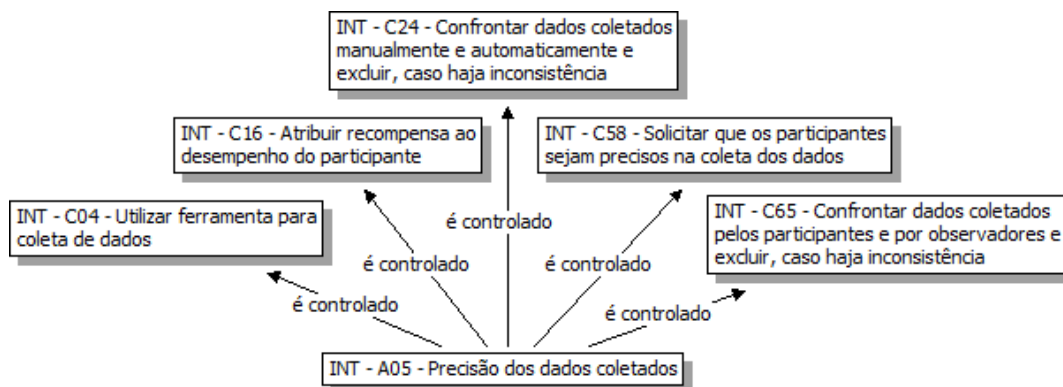 INT - C24 - Confrontar dados coletados
manualmente e automaticamente e
excluir, caso haja inconsistência
INT - C16 - Atribuir recompensa ao
desempenho do participante
INT - C58 - Solicitar que os participantes
sejam precisos na coleta dos dados
INT - C04 - Utilizar ferramenta para
coleta de dados
INT - C65 - Confrontar dados coletados
pelos participantes e por observadores e
excluir, caso haja inconsistência
é controlado
é controlado
é controlado
é controlado
é controlado
INT - A05 - Precisão dos dados coletados